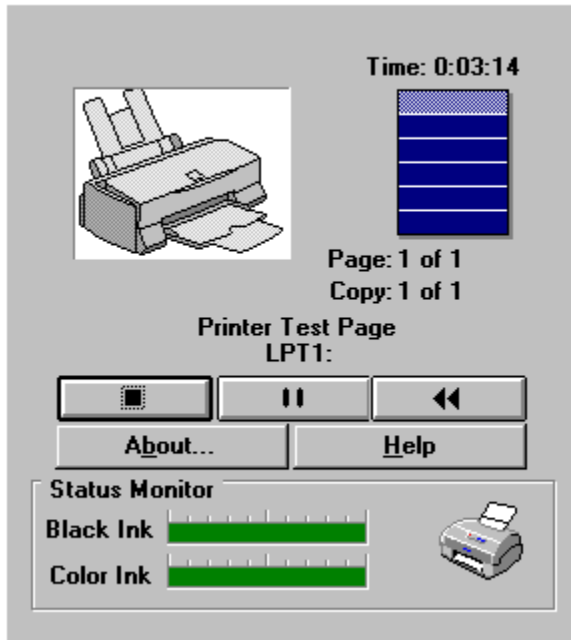 Time: 0:03:14
Page: 1 of 1
Copy: 1 of 1
Printer Test Page
LPT1:
About...
Help
Status Monitor
Black Ink
Color Ink